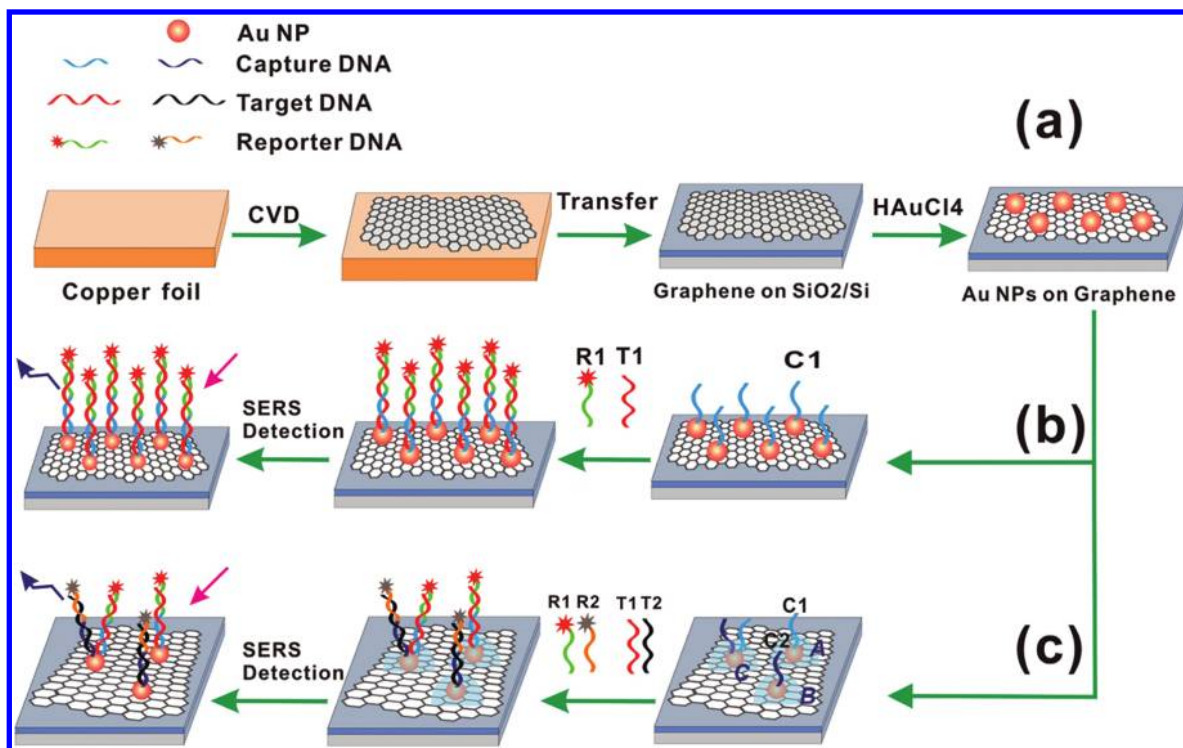 Au NP
Capture DNA
Target DNA
Reporter DNA
(a)
CVD
Transfer
HAuCl4
Copper foil
Graphene on SiO2/Si
Au NPs on Graphene
R1 T1
C1
SERS
Detection
(b)
R1 R2 T1 T2
C1
C2
A
C
B
SERS
Detection
(c)